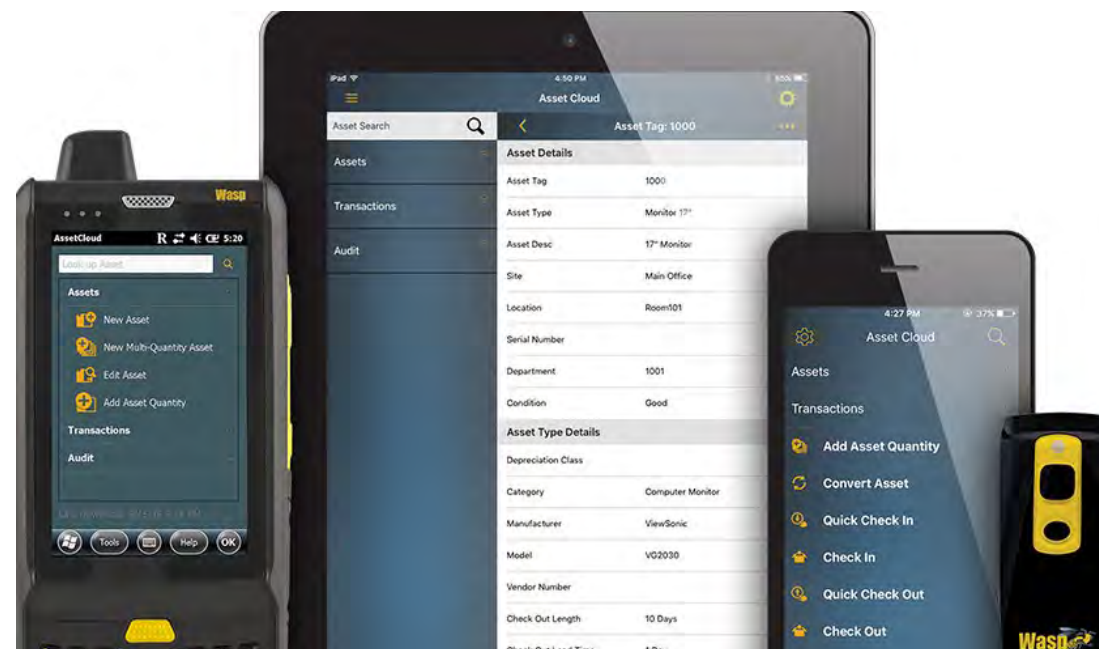 Wasp
AssetCloud R 5:20
Look up Asset
Assets
New Asset
New Multi-Quantity Asset
Edit Asset
Add Asset Quantity
Transactions
Audit
Tools Help OK
iPad 4:50 PM 65%
Asset Cloud
Asset Search
Assets
Transactions
Audit
Asset Tag: 1000
Asset Details
Asset Tag 1000
Asset Type Monitor 17"
Asset Desc 17" Monitor
Site Main Office
Location Room101
Serial Number
Department 1001
Condition Good
Asset Type Details
Depreciation Class
Category Computer Monitor
Manufacturer ViewSonic
Model VG2030
Vendor Number
Check Out Length 10 Days
4:27 PM 37%
Asset Cloud
Assets
Transactions
Add Asset Quantity
Convert Asset
Quick Check In
Check In
Quick Check Out
Check Out
Wasp